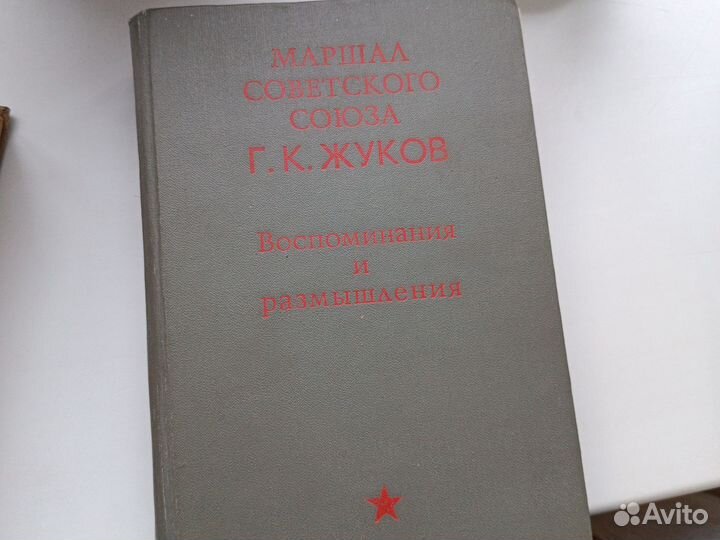 МАРШАЛ
СОВЕТСКОГО
СОЮЗА
Г. К. ЖУКОВ
Воспоминания
и
размышления
Avito